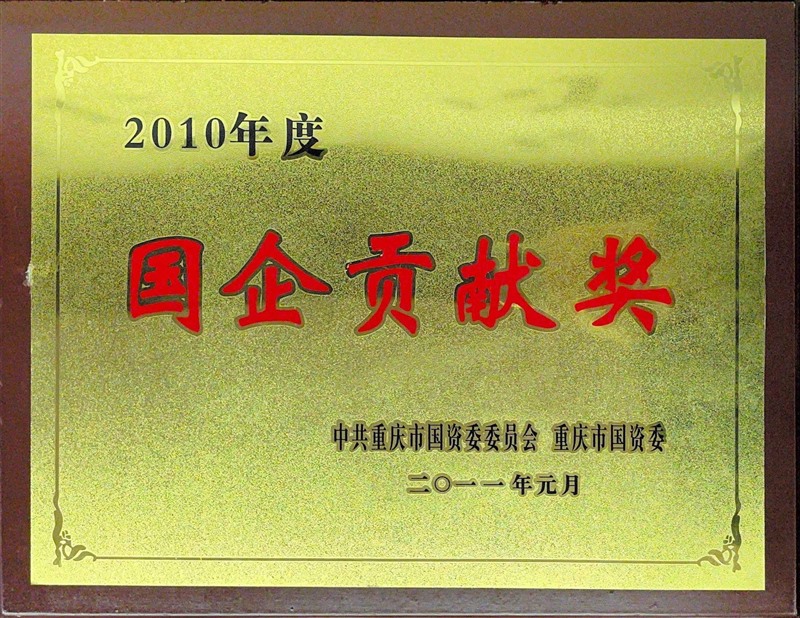 2010年度
国企贡献奖
中共重庆市国资委委员会 重庆市国资委
二〇一一年元月